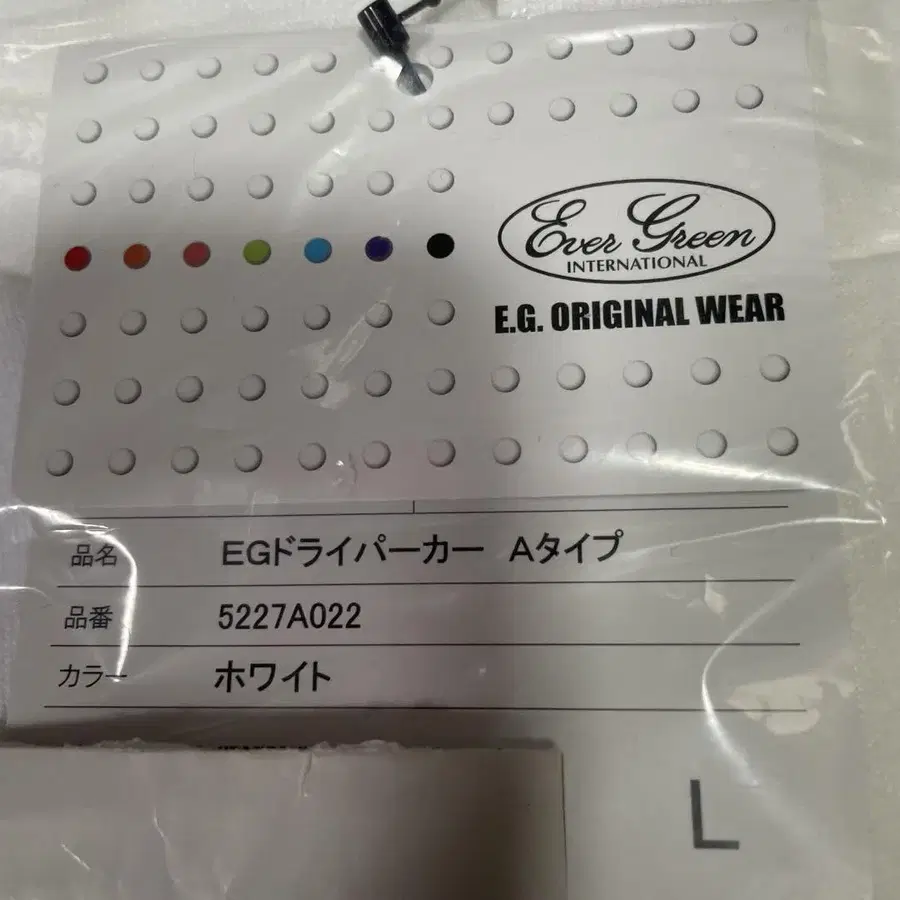 Ever Green
INTERNATIONAL
E.G. ORIGINAL WEAR
品名 EGドライパーカー Aタイプ
品番 5227A022
カラー ホワイト
L